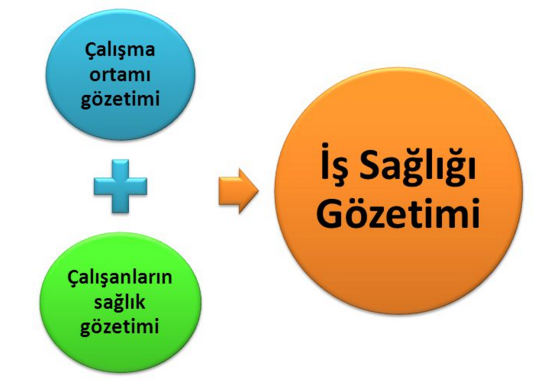 Çalışma
ortamı
gözetimi
Çalışanların
sağlık
gözetimi
İş Sağlığı
Gözetimi